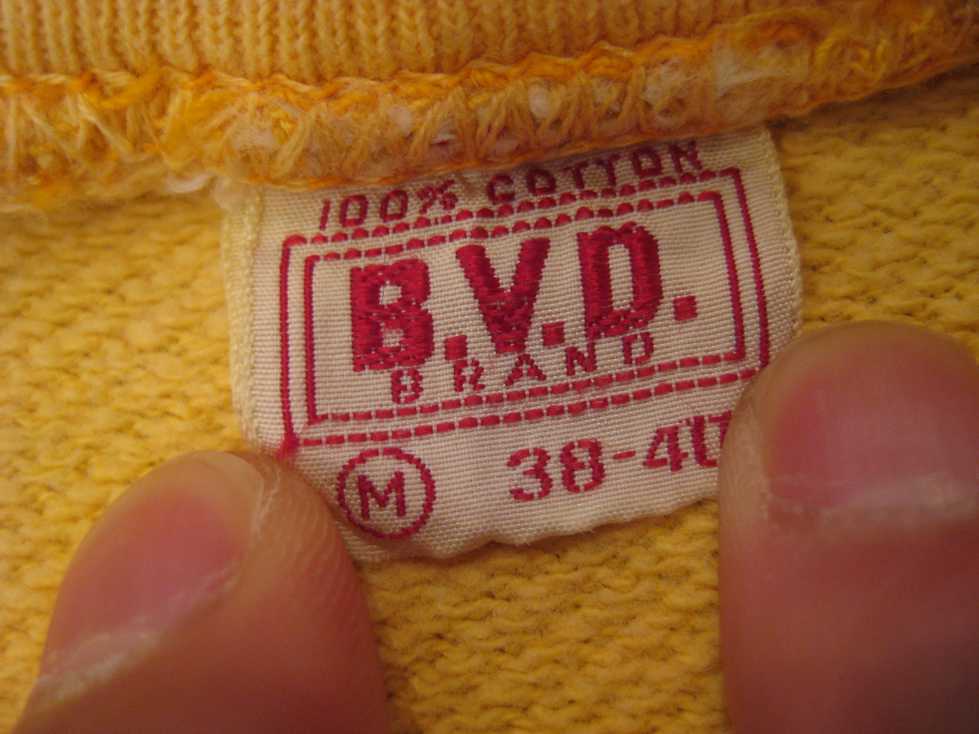 100% COTTON
B.V.D.
BRAND
M 38-40